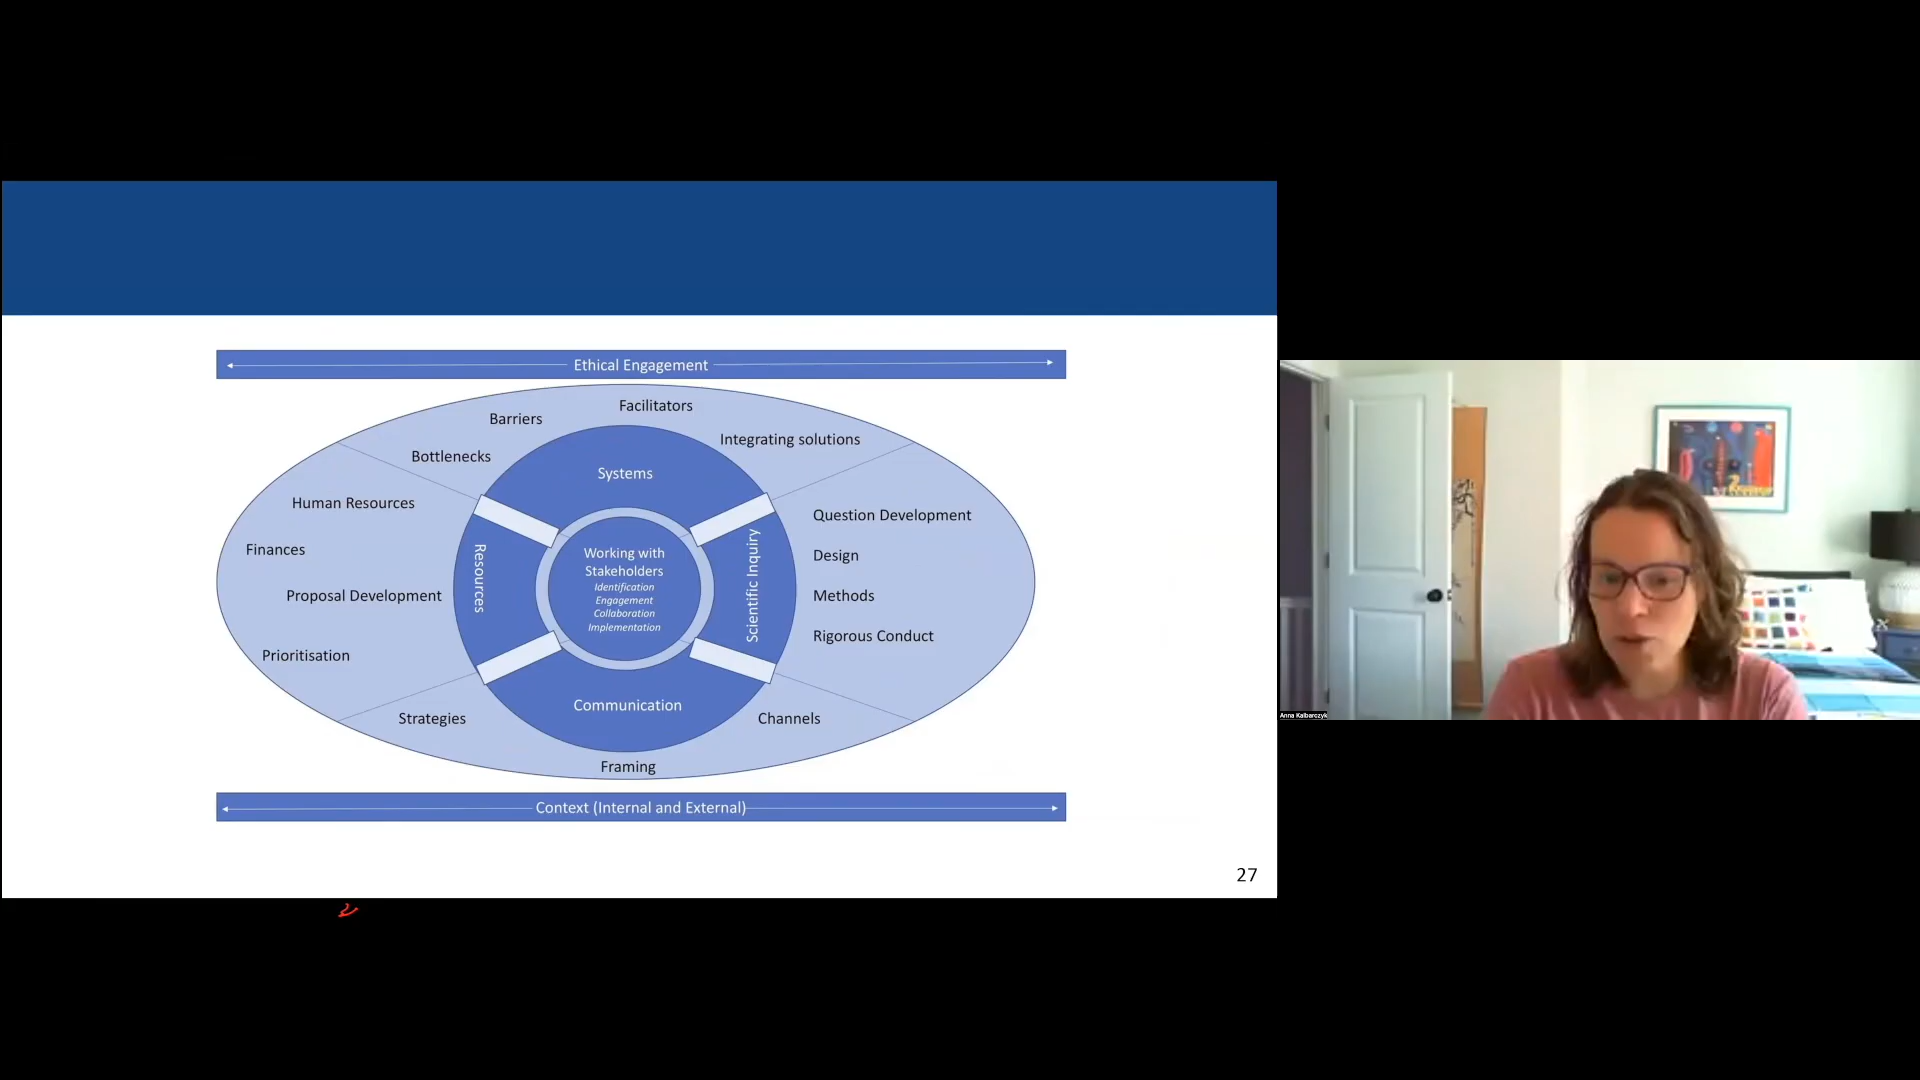 Ethical Engagement
Facilitators
Barriers
Integrating solutions
Bottlenecks
Systems
Human Resources
Question Development
Finances
Design
Resources
Working with
Stakeholders
Identification
Engagement
Collaboration
Implementation
Scientific Inquiry
Proposal Development
Methods
Rigorous Conduct
Prioritisation
Communication
Strategies
Channels
Framing
Context (Internal and External)
27
Anna Kalbarczyk